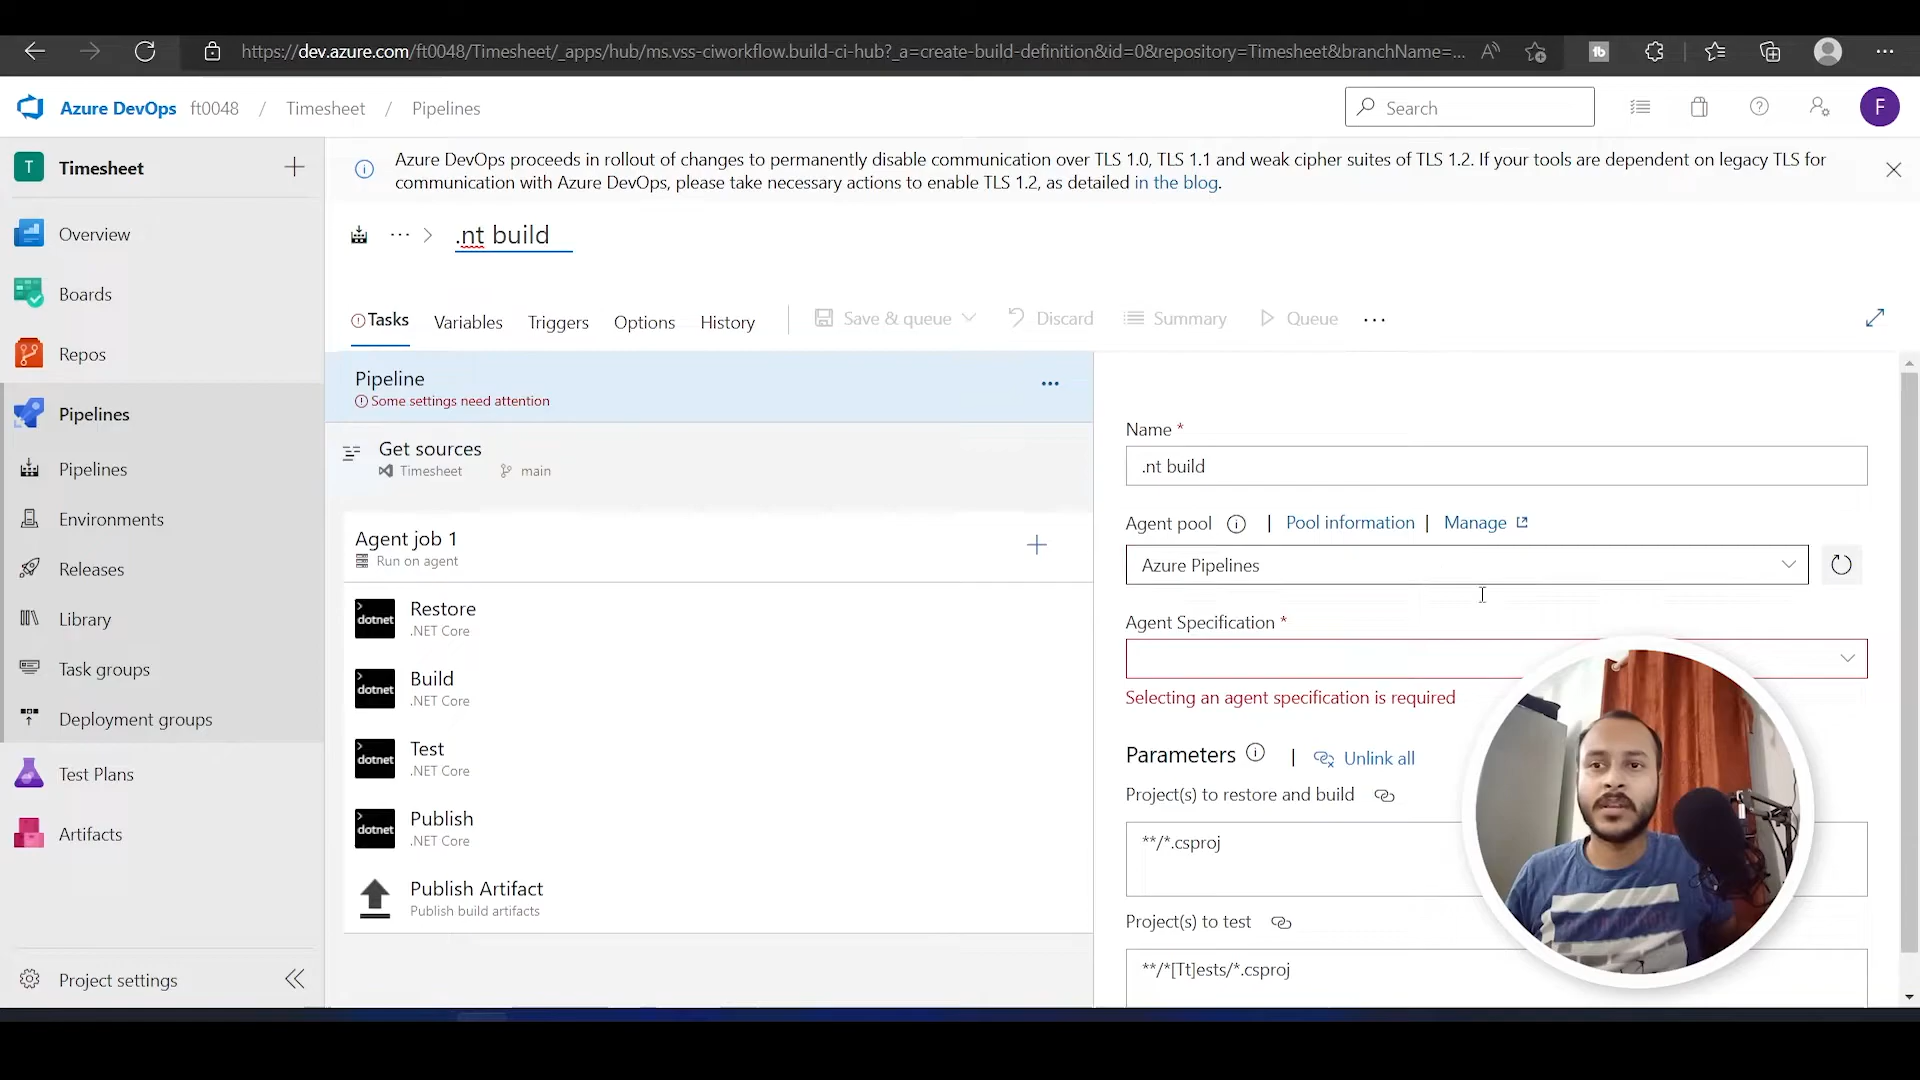 https://dev.azure.com/ft0048/Timesheet/_apps/hub/ms.vss-ciworkflow.build-ci-hub?_a=create-build-definition&id=0&repository=Timesheet&branchName=...
Azure DevOps ft0048 / Timesheet / Pipelines
Search
F
T Timesheet
Overview
Boards
Repos
Pipelines
Pipelines
Environments
Releases
Library
Task groups
Deployment groups
Test Plans
Artifacts
Project settings
Azure DevOps proceeds in rollout of changes to permanently disable communication over TLS 1.0, TLS 1.1 and weak cipher suites of TLS 1.2. If your tools are dependent on legacy TLS for
communication with Azure DevOps, please take necessary actions to enable TLS 1.2, as detailed in the blog.
... > .nt build
Tasks Variables Triggers Options History Save & queue Discard Summary Queue ...
Pipeline
Some settings need attention
Get sources
Timesheet main
Agent job 1
Run on agent
dotnet Restore
.NET Core
dotnet Build
.NET Core
dotnet Test
.NET Core
dotnet Publish
.NET Core
Publish Artifact
Publish build artifacts
Name *
.nt build
Agent pool | Pool information | Manage
Azure Pipelines
Agent Specification *
Selecting an agent specification is required
Parameters | Unlink all
Project(s) to restore and build
**/*.csproj
Project(s) to test
**/*[Tt]ests/*.csproj